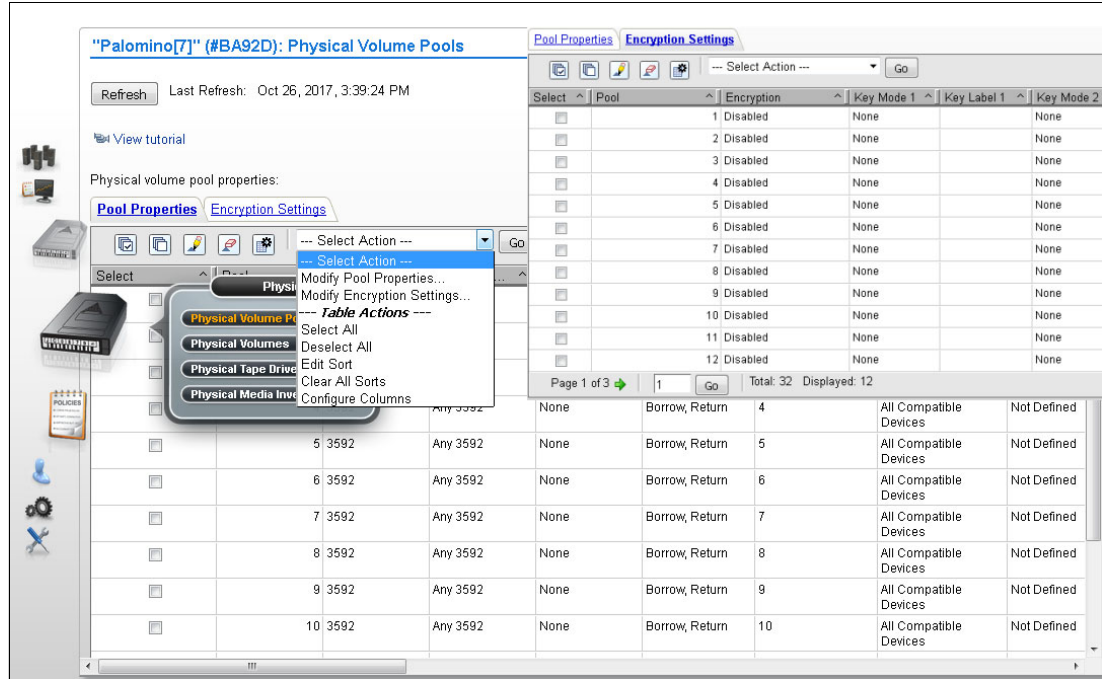 "Palomino[7]" (#BA92D): Physical Volume Pools
Refresh Last Refresh: Oct 26, 2017, 3:39:24 PM
View tutorial
Physical volume pool properties:
Pool Properties Encryption Settings
--- Select Action --- Go
Select
--- Select Action ---
Modify Pool Properties...
Modify Encryption Settings...
--- Table Actions ---
Select All
Deselect All
Edit Sort
Clear All Sorts
Configure Columns
Physical Volume
Physical Volumes
Physical Tape
Physical Media
POLICIES
Pool Properties Encryption Settings
--- Select Action --- Go
Select Pool Encryption Key Mode 1 Key Label 1 Key Mode 2
1 Disabled None None
2 Disabled None None
3 Disabled None None
4 Disabled None None
5 Disabled None None
6 Disabled None None
7 Disabled None None
8 Disabled None None
9 Disabled None None
10 Disabled None None
11 Disabled None None
12 Disabled None None
Page 1 of 3 1 Go Total: 32 Displayed: 12
Any 3592 None Borrow, Return 4 All Compatible Devices Not Defined
5 3592 Any 3592 None Borrow, Return 5 All Compatible Devices Not Defined
6 3592 Any 3592 None Borrow, Return 6 All Compatible Devices Not Defined
7 3592 Any 3592 None Borrow, Return 7 All Compatible Devices Not Defined
8 3592 Any 3592 None Borrow, Return 8 All Compatible Devices Not Defined
9 3592 Any 3592 None Borrow, Return 9 All Compatible Devices Not Defined
10 3592 Any 3592 None Borrow, Return 10 All Compatible Devices Not Defined